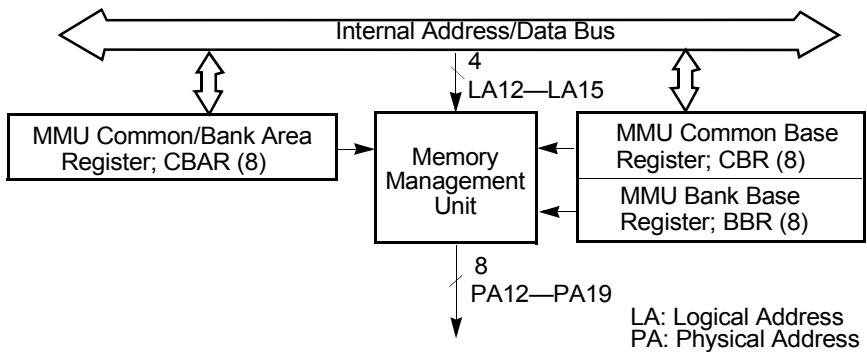 Internal Address/Data Bus
4
LA12—LA15
MMU Common/Bank Area
Register; CBAR (8)
Memory
Management
Unit
MMU Common Base
Register; CBR (8)
MMU Bank Base
Register; BBR (8)
8
PA12—PA19
LA: Logical Address
PA: Physical Address